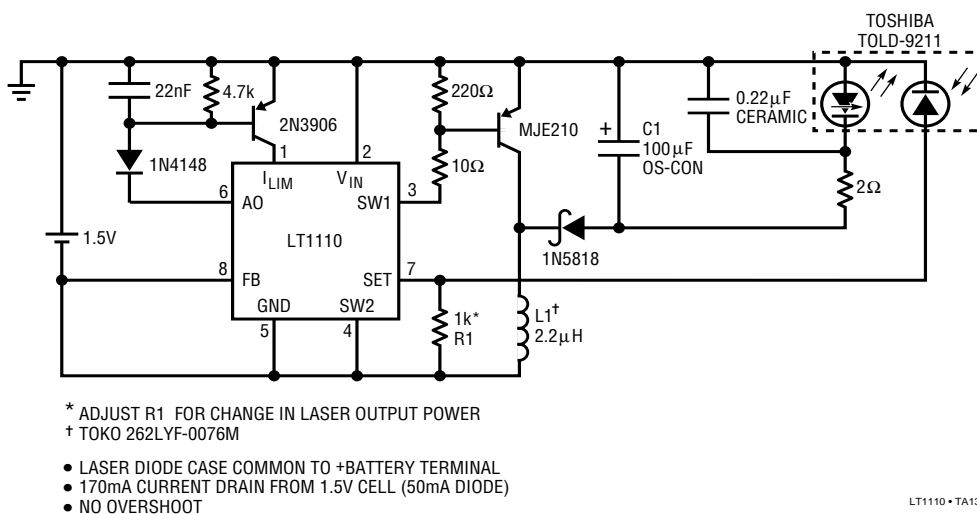 TOSHIBA
TOLD-9211
22nF
4.7k
2N3906
220Ω
MJE210
0.22µF
CERAMIC
C1
100µF
OS-CON
+
1N4148
1
2
10Ω
I LIM
V IN
3
2Ω
6
AO
SW1
1.5V
LT1110
1N5818
8
FB
SET
7
GND
SW2
1k*
R1
L1†
2.2µH
5
4
* ADJUST R1 FOR CHANGE IN LASER OUTPUT POWER
† TOKO 262LYF-0076M
● LASER DIODE CASE COMMON TO +BATTERY TERMINAL
● 170mA CURRENT DRAIN FROM 1.5V CELL (50mA DIODE)
● NO OVERSHOOT
LT1110 • TA13